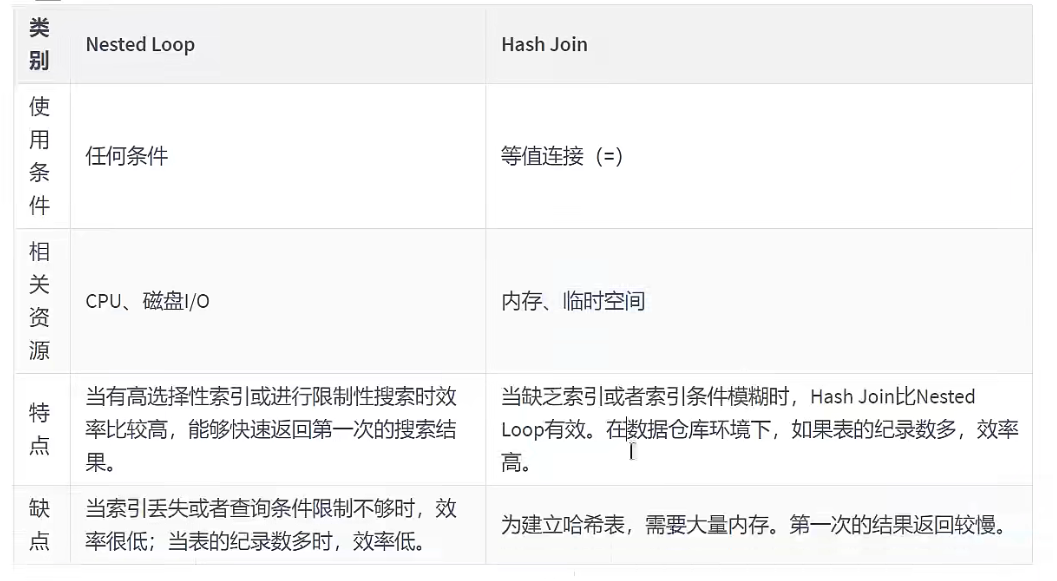 类
别
Nested Loop
Hash Join
使
用
条
件
任何条件
等值连接（=）
相
关
资
源
CPU、磁盘I/O
内存、临时空间
特
点
当有高选择性索引或进行限制性搜索时效
率比较高，能够快速返回第一次的搜索结
果。
当缺乏索引或者索引条件模糊时，Hash Join比Nested
Loop有效。在数据仓库环境下，如果表的纪录数多，效率
高。
缺
点
当索引丢失或者查询条件限制不够时，效
率很低；当表的纪录数多时，效率低。
为建立哈希表，需要大量内存。第一次的结果返回较慢。